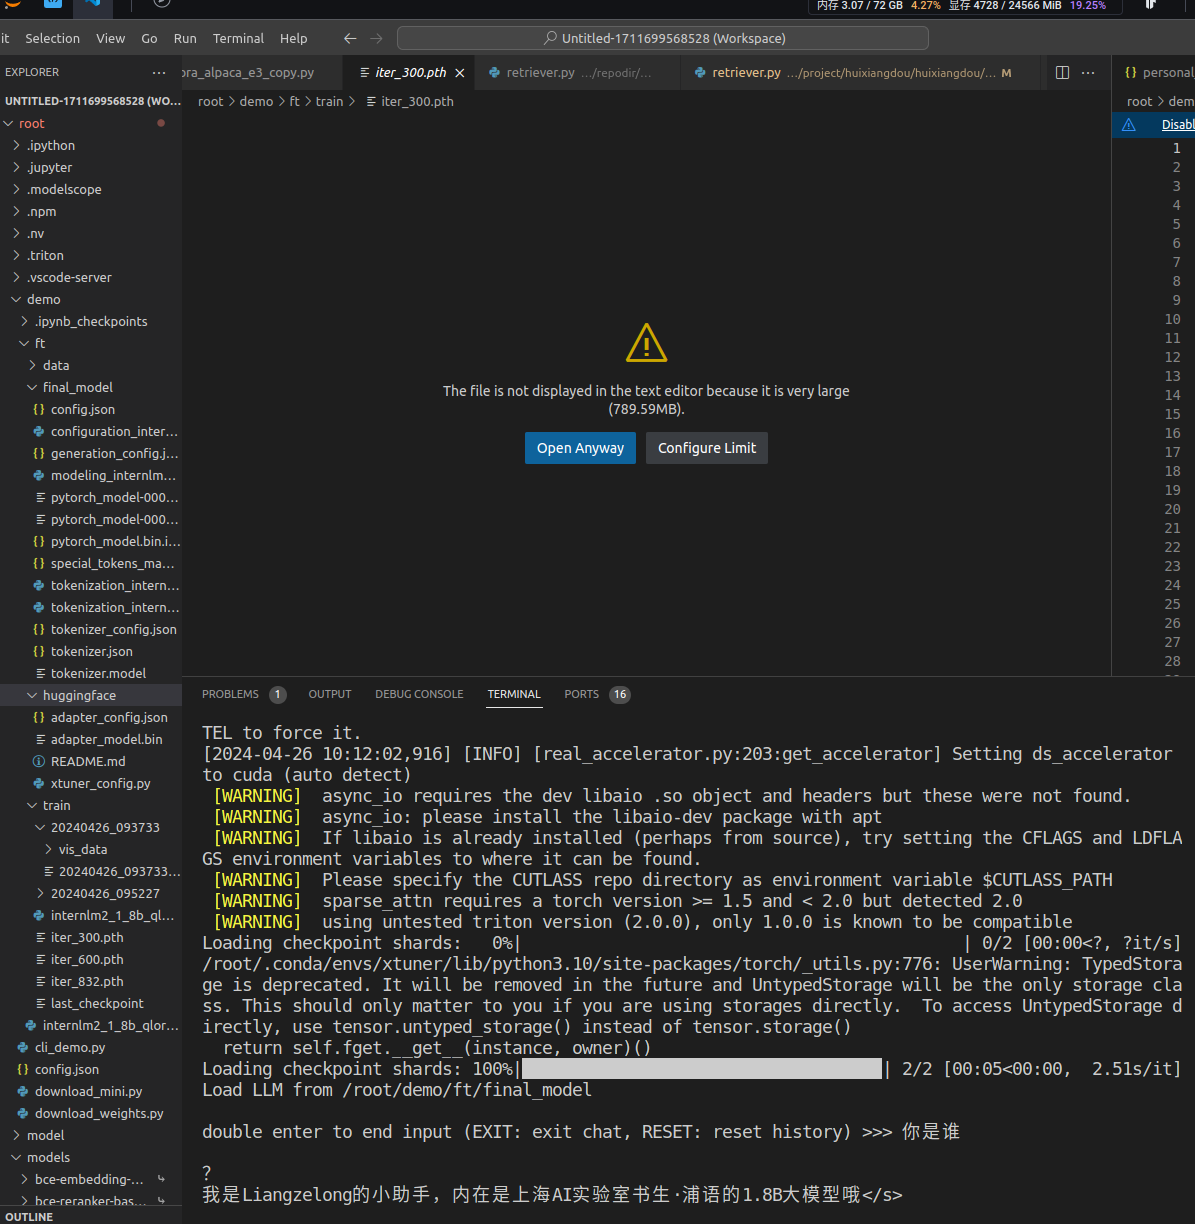 内存 3.07 / 72 GB 4.27% 显存 4728 / 24566 MiB 19.25%
it Selection View Go Run Terminal Help
Untitled-1711699568528 (Workspace)
EXPLORER
ora_alpaca_e3_copy.py
iter_300.pth
retriever.py .../repodir/...
retriever.py .../project/huixiangdou/huixiangdou/... M
personal
UNTITLED-1711699568528 (WO...
root > demo > ft > train > iter_300.pth
root > dem
Disabl
root
.ipython
.jupyter
.modelscope
.npm
.nv
.triton
.vscode-server
demo
.ipynb_checkpoints
ft
data
final_model
config.json
configuration_inter...
generation_config.j...
modeling_internlm...
pytorch_model-000...
pytorch_model-000...
pytorch_model.bin.i...
special_tokens_ma...
tokenization_intern...
tokenization_intern...
tokenizer_config.json
tokenizer.json
tokenizer.model
huggingface
adapter_config.json
adapter_model.bin
README.md
xtuner_config.py
train
20240426_093733
vis_data
20240426_093733...
20240426_095227
internlm2_1_8b_ql...
iter_300.pth
iter_600.pth
iter_832.pth
last_checkpoint
internlm2_1_8b_qlor...
cli_demo.py
config.json
download_mini.py
download_weights.py
model
models
bce-embedding-...
bce-reranker-bas...
OUTLINE
The file is not displayed in the text editor because it is very large
(789.59MB).
Open Anyway
Configure Limit
1
2
3
4
5
6
7
8
9
10
11
12
13
14
15
16
17
18
19
20
21
22
23
24
25
26
27
28
PROBLEMS 1 OUTPUT DEBUG CONSOLE TERMINAL PORTS 16
TEL to force it.
[2024-04-26 10:12:02,916] [INFO] [real_accelerator.py:203:get_accelerator] Setting ds_accelerator
to cuda (auto detect)
[WARNING] async_io requires the dev libaio .so object and headers but these were not found.
[WARNING] async_io: please install the libaio-dev package with apt
[WARNING] If libaio is already installed (perhaps from source), try setting the CFLAGS and LDFLA
GS environment variables to where it can be found.
[WARNING] Please specify the CUTLASS repo directory as environment variable $CUTLASS_PATH
[WARNING] sparse_attn requires a torch version >= 1.5 and < 2.0 but detected 2.0
[WARNING] using untested triton version (2.0.0), only 1.0.0 is known to be compatible
Loading checkpoint shards: 0%| | 0/2 [00:00<?, ?it/s]
/root/.conda/envs/xtuner/lib/python3.10/site-packages/torch/_utils.py:776: UserWarning: TypedStora
ge is deprecated. It will be removed in the future and UntypedStorage will be the only storage cla
ss. This should only matter to you if you are using storages directly. To access UntypedStorage d
irectly, use tensor.untyped_storage() instead of tensor.storage()
return self.fget.__get__(instance, owner)()
Loading checkpoint shards: 100%| | 2/2 [00:05<00:00, 2.51s/it]
Load LLM from /root/demo/ft/final_model
double enter to end input (EXIT: exit chat, RESET: reset history) >>> 你是谁
？
我是Liangzelong的小助手，内在是上海AI实验室书生·浦语的1.8B大模型哦</s>